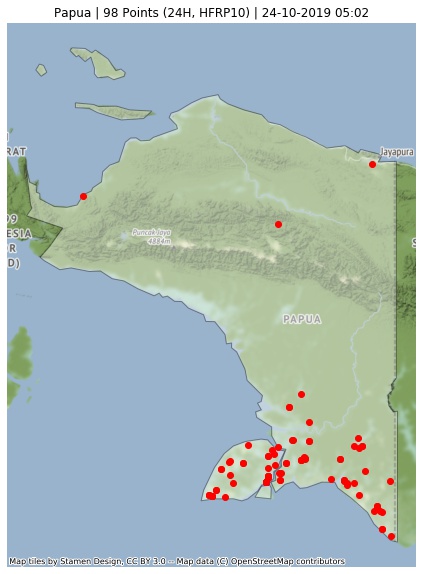 Papua | 98 Points (24H, HFRP10) | 24-10-2019 05:02
RAT
Jayapura
99
ESIA
R
D)
Puncak Jaya
4884m
S
PAPUA
Map tiles by Stamen Design, CC BY 3.0 -- Map data (C) OpenStreetMap contributors